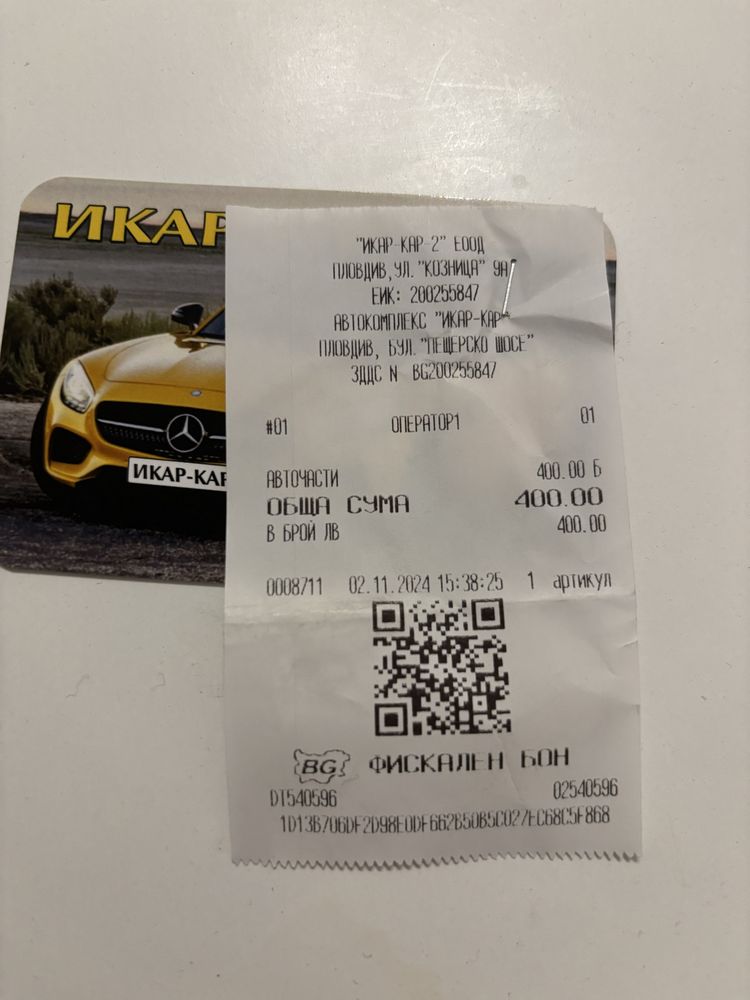 ИКАР
ИКАР-КАР
"ИКАР-КАР-2" ЕООД
ПЛОВДИВ,УЛ."КОЗНИЦА" 9А
ЕИК: 200255847
АВТОКОМПЛЕКС "ИКАР-КАР"
ПЛОВДИВ, БУЛ."ПЕЩЕРСКО ШОСЕ"
ЗДДС N BG200255847
#01 ОПЕРАТОР1 01
АВТОЧАСТИ 400.00 Б
ОБЩА СУМА 400.00
В БРОЙ ЛВ 400.00
0008711 02.11.2024 15:38:25 1 артикул
BG ФИСКАЛЕН БОН
DT540596 02540596
1D13B706DF2D98E0DF662B50B5C027EC68C5F868